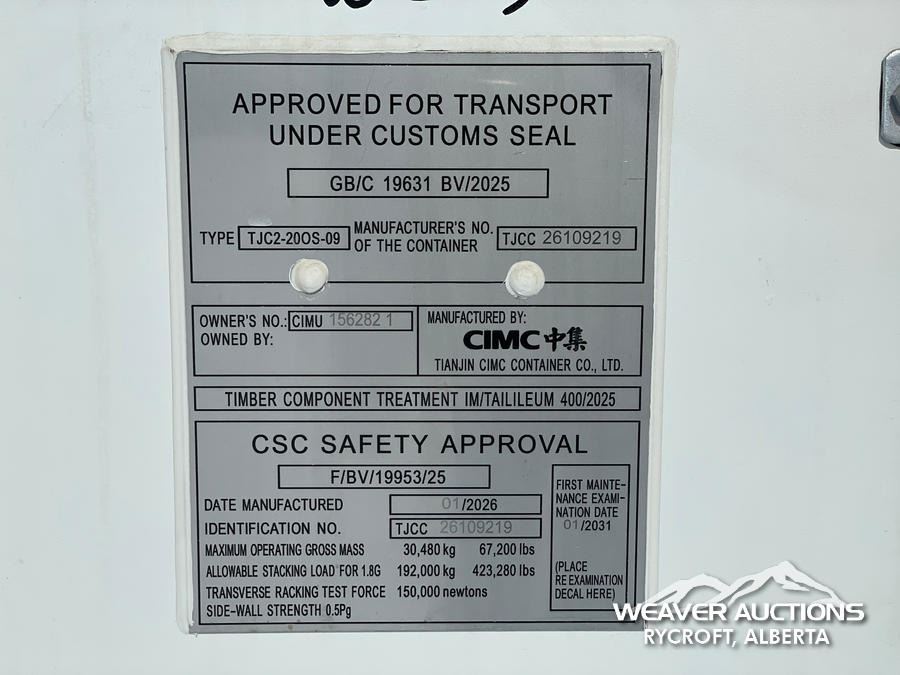 APPROVED FOR TRANSPORT
UNDER CUSTOMS SEAL
GB/C 19631 BV/2025
TYPE TJC2-20OS-09 MANUFACTURER'S NO. OF THE CONTAINER TJCC 26109219
OWNER'S NO.: CIMU 156282 1
OWNED BY:
MANUFACTURED BY:
CIMC中集
TIANJIN CIMC CONTAINER CO., LTD.
TIMBER COMPONENT TREATMENT IM/TAILILEUM 400/2025
CSC SAFETY APPROVAL
F/BV/19953/25
DATE MANUFACTURED 01/2026
IDENTIFICATION NO. TJCC 26109219
MAXIMUM OPERATING GROSS MASS 30,480 kg 67,200 lbs
ALLOWABLE STACKING LOAD FOR 1.8G 192,000 kg 423,280 lbs
TRANSVERSE RACKING TEST FORCE 150,000 newtons
SIDE-WALL STRENGTH 0.5Pg
FIRST MAINTE-
NANCE EXAMI-
NATION DATE
01/2031
(PLACE
RE EXAMINATION
DECAL HERE)
WEAVER AUCTIONS
RYCROFT, ALBERTA